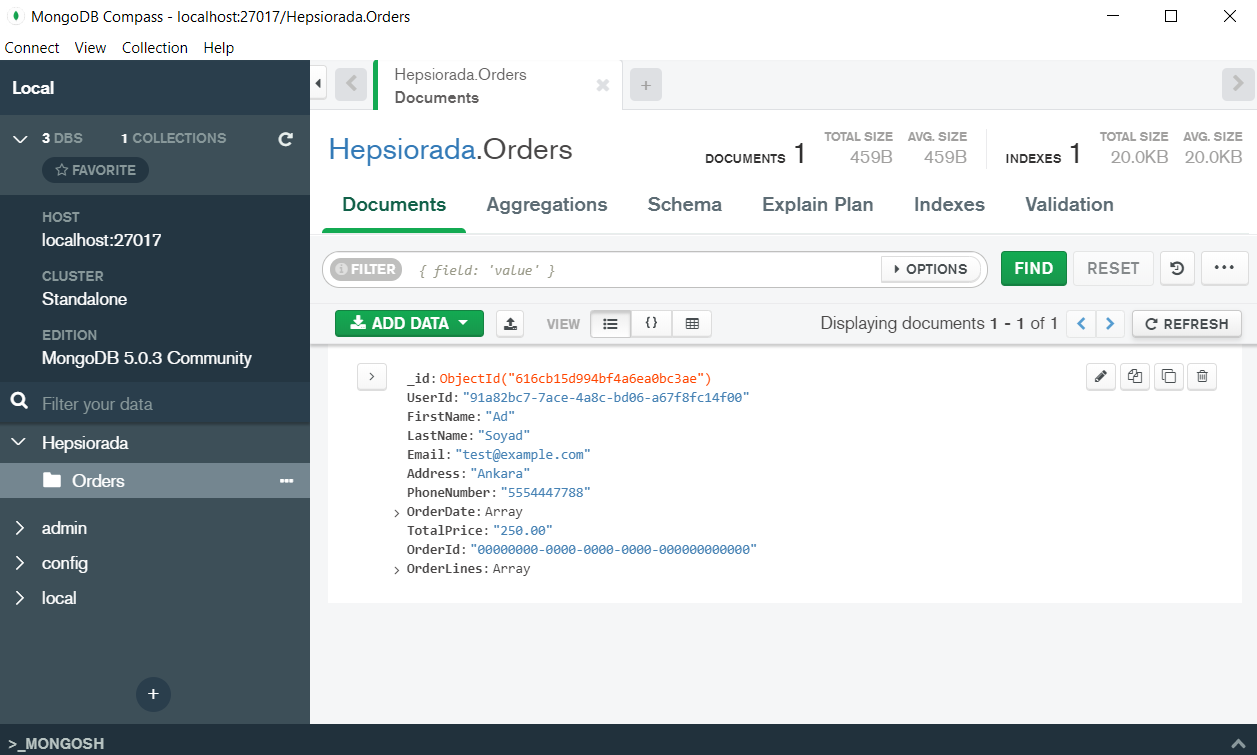 MongoDB Compass - localhost:27017/Hepsiorada.Orders
Connect View Collection Help
Local
3 DBS 1 COLLECTIONS
FAVORITE
HOST
localhost:27017
CLUSTER
Standalone
EDITION
MongoDB 5.0.3 Community
Filter your data
Hepsiorada
Orders
admin
config
local
+
>_MONGOSH
Hepsiorada.Orders
Documents
+
Hepsiorada.Orders
DOCUMENTS 1
TOTAL SIZE
459B
AVG. SIZE
459B
INDEXES 1
TOTAL SIZE
20.0KB
AVG. SIZE
20.0KB
Documents Aggregations Schema Explain Plan Indexes Validation
FILTER { field: 'value' } OPTIONS FIND RESET
ADD DATA VIEW {} Displaying documents 1 - 1 of 1 REFRESH
_id: ObjectId("616cb15d994bf4a6ea0bc3ae")
UserId: "91a82bc7-7ace-4a8c-bd06-a67f8fc14f00"
FirstName: "Ad"
LastName: "Soyad"
Email: "test@example.com"
Address: "Ankara"
PhoneNumber: "5554447788"
OrderDate: Array
TotalPrice: "250.00"
OrderId: "00000000-0000-0000-0000-000000000000"
OrderLines: Array